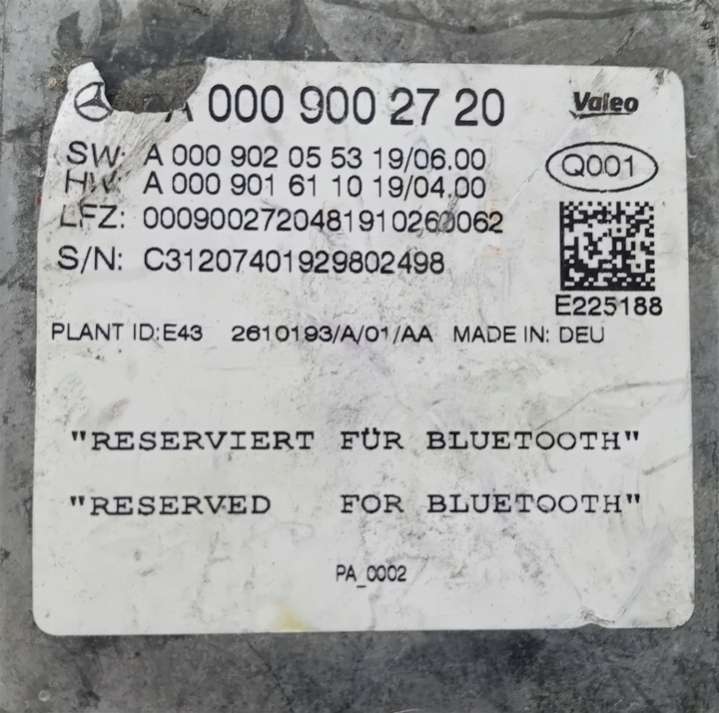 A 000 900 27 20
Valeo
SW: A 000 902 05 53 19/06.00
HW: A 000 901 61 10 19/04.00
Q001
LFZ: 00090027204819102600062
S/N: C31207401929802498
E225188
PLANT ID:E43 2610193/A/01/AA MADE IN: DEU
"RESERVIERT FÜR BLUETOOTH"
"RESERVED FOR BLUETOOTH"
PA_0002